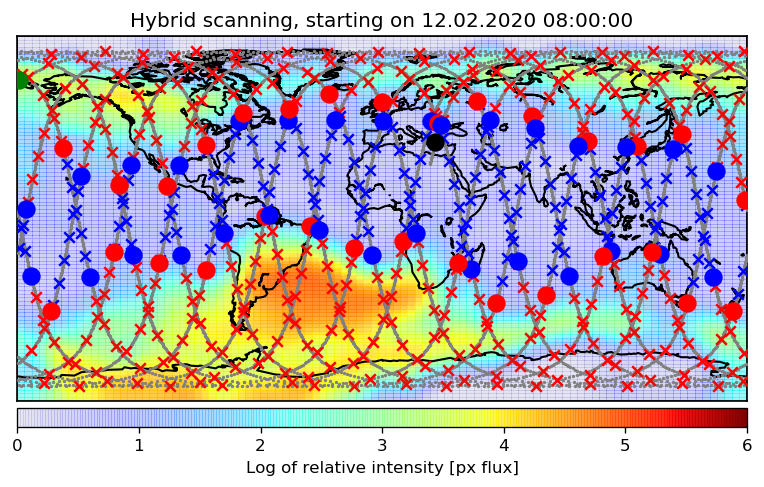 Hybrid scanning, starting on 12.02.2020 08:00:00
0 1 2 3 4 5 6
Log of relative intensity [px flux]